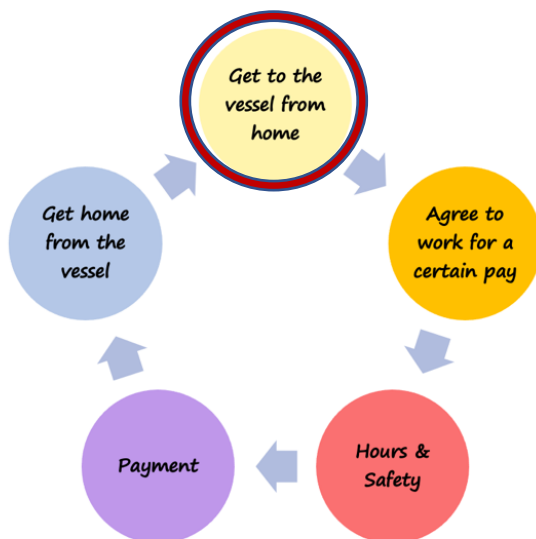 Get to the
vessel from
home
Agree to
work for a
certain pay
Hours &
Safety
Payment
Get home
from the
vessel